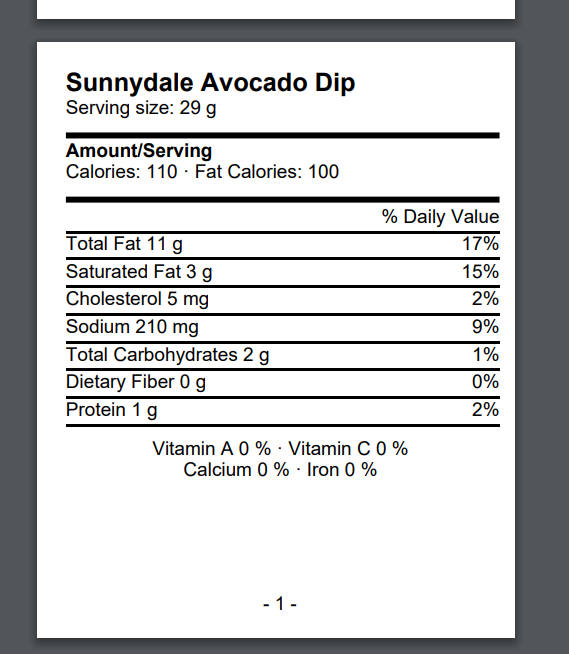 Sunnydale Avocado Dip
Serving size: 29 g
Amount/Serving
Calories: 110 · Fat Calories: 100
% Daily Value
Total Fat 11 g 17%
Saturated Fat 3 g 15%
Cholesterol 5 mg 2%
Sodium 210 mg 9%
Total Carbohydrates 2 g 1%
Dietary Fiber 0 g 0%
Protein 1 g 2%
Vitamin A 0 % · Vitamin C 0 %
Calcium 0 % · Iron 0 %
- 1 -